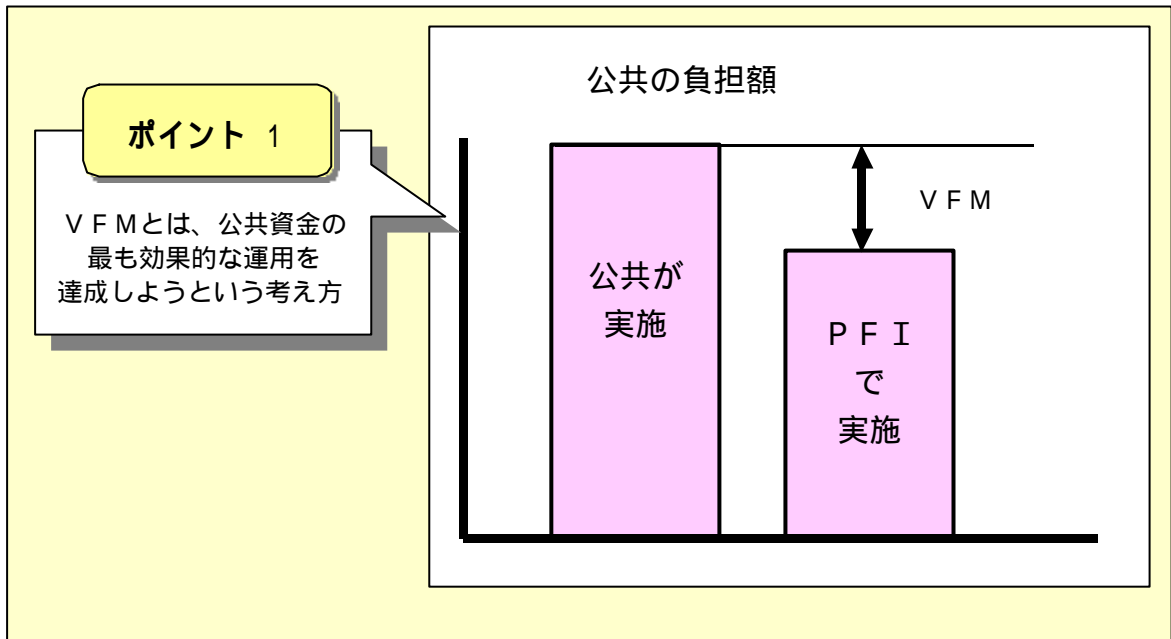 公共の負担額
ポイント 1
ＶＦＭとは、公共資金の
最も効果的な運用を
達成しようという考え方
ＶＦＭ
公共が
実施
ＰＦＩ
で
実施